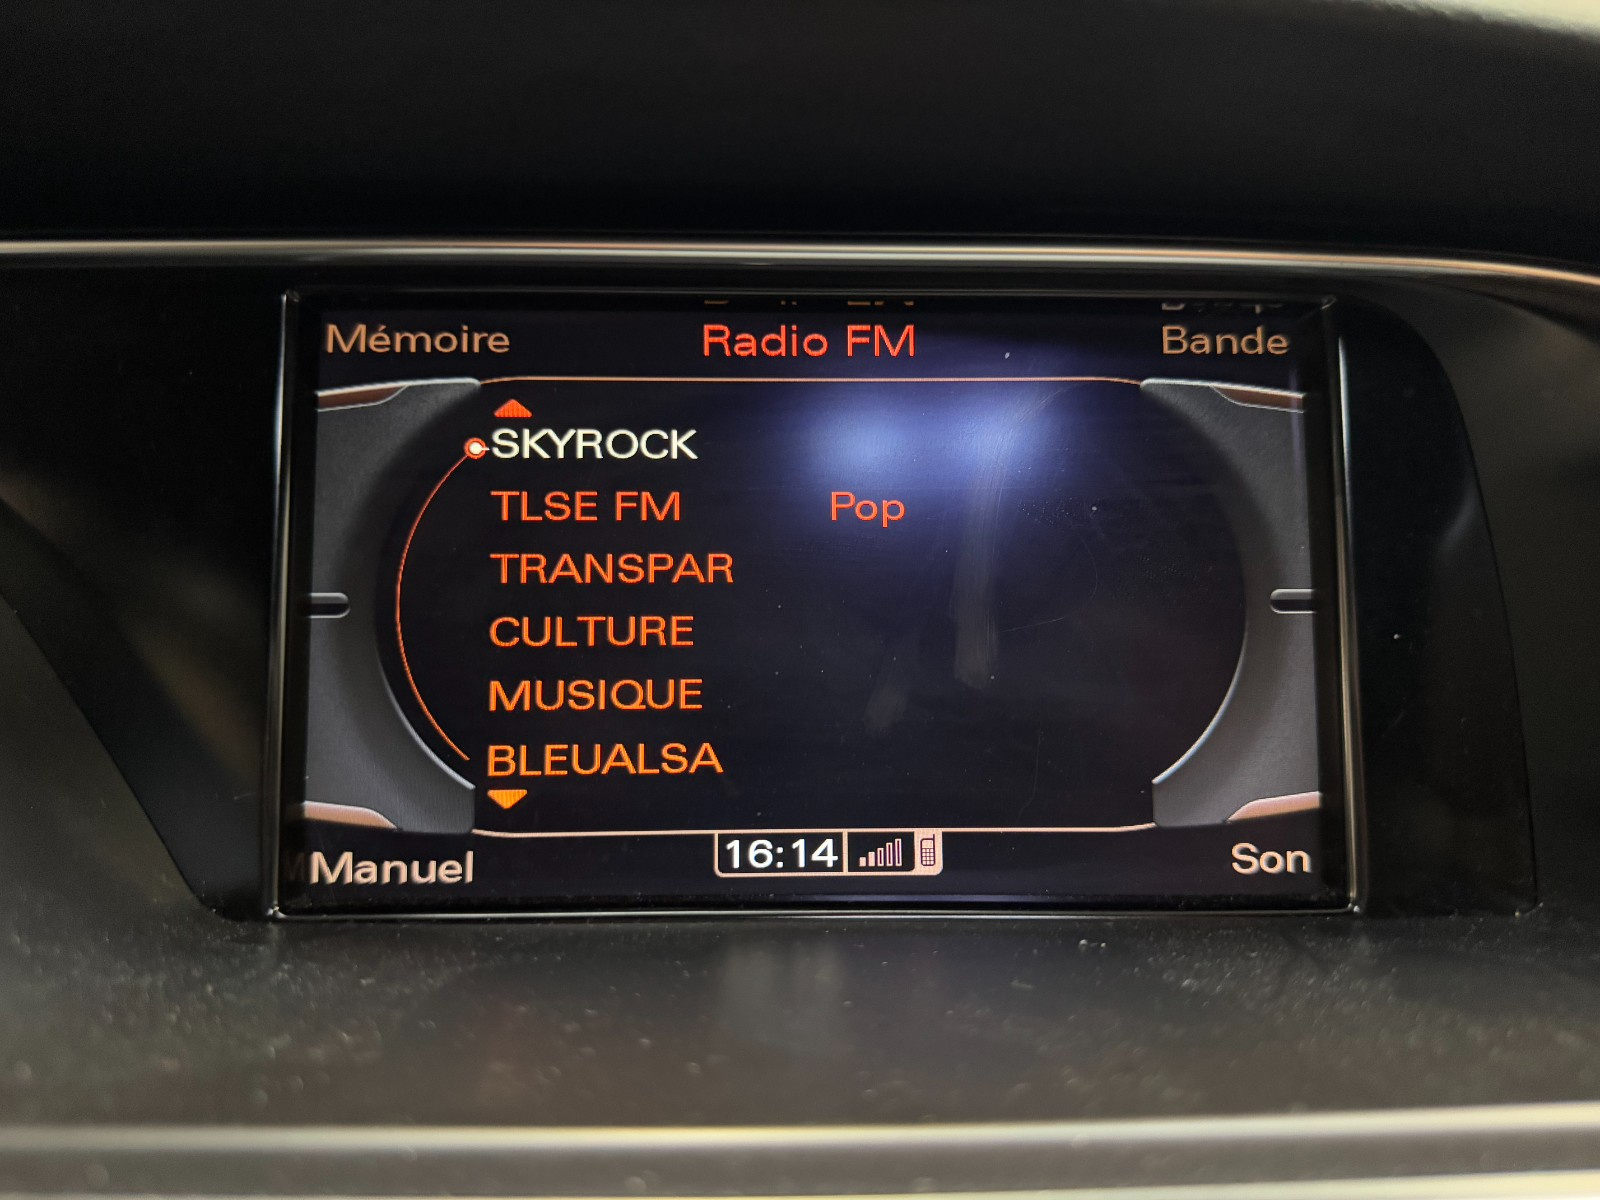 Mémoire Radio FM Bande
SKYROCK
TLSE FM Pop
TRANSPAR
CULTURE
MUSIQUE
BLEUALSA
Manuel 16:14 Son